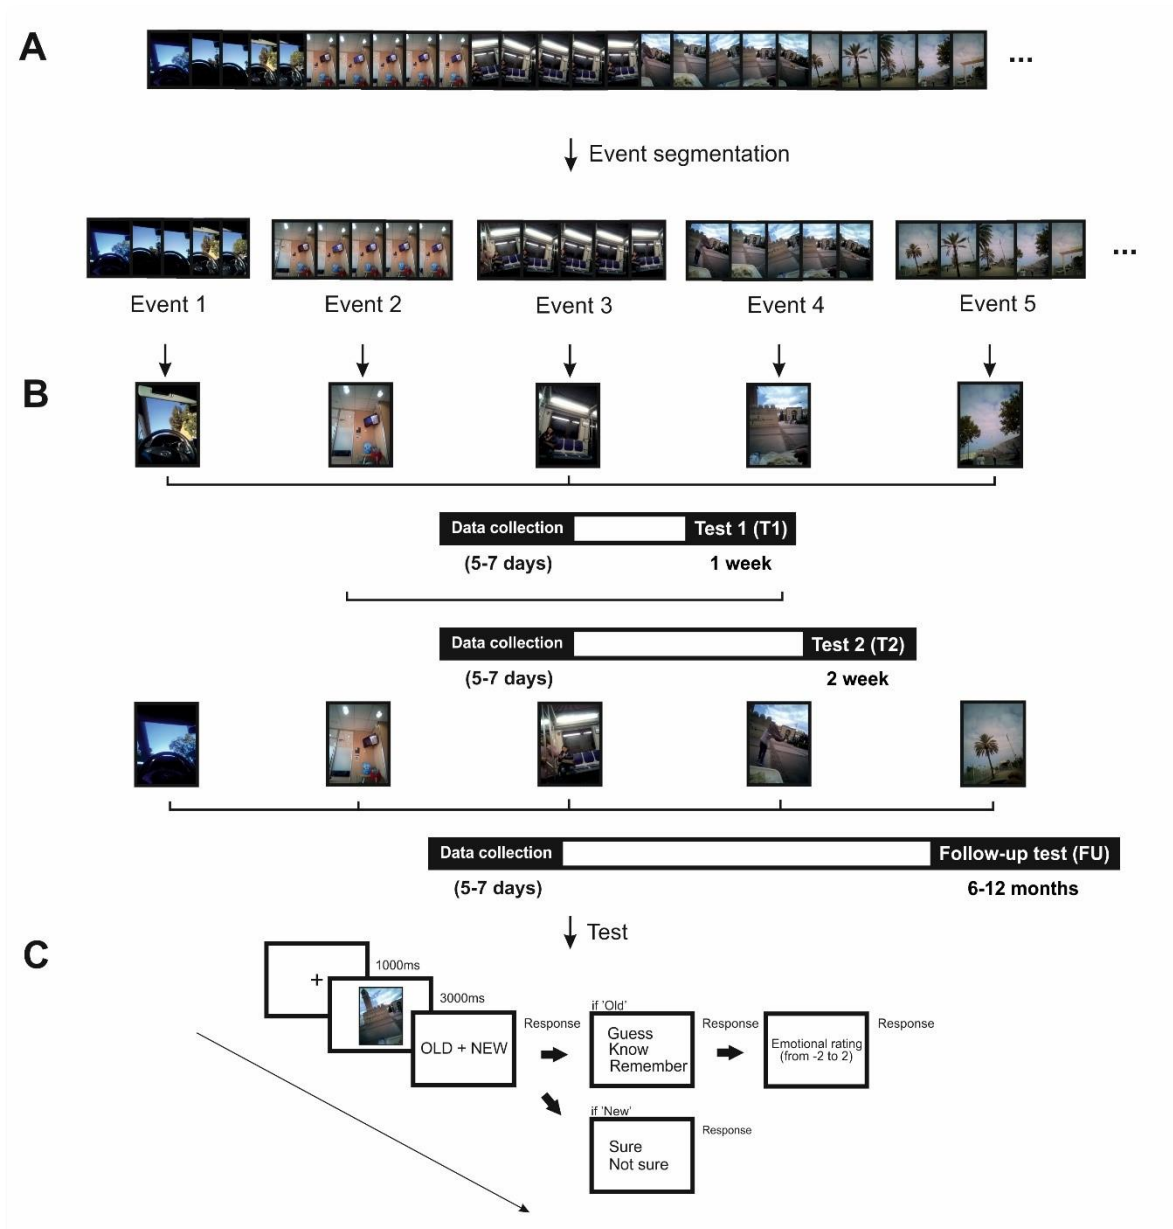 A
...
Event segmentation
...
Event 1
Event 2
Event 3
Event 4
Event 5
B
Data collection
Test 1 (T1)
(5-7 days)
1 week
Data collection
Test 2 (T2)
(5-7 days)
2 week
Data collection
Follow-up test (FU)
(5-7 days)
6-12 months
Test
C
+
1000ms
3000ms
OLD + NEW
Response
if 'Old'
Guess
Know
Remember
Response
Emotional rating
(from -2 to 2)
Response
if 'New'
Sure
Not sure
Response